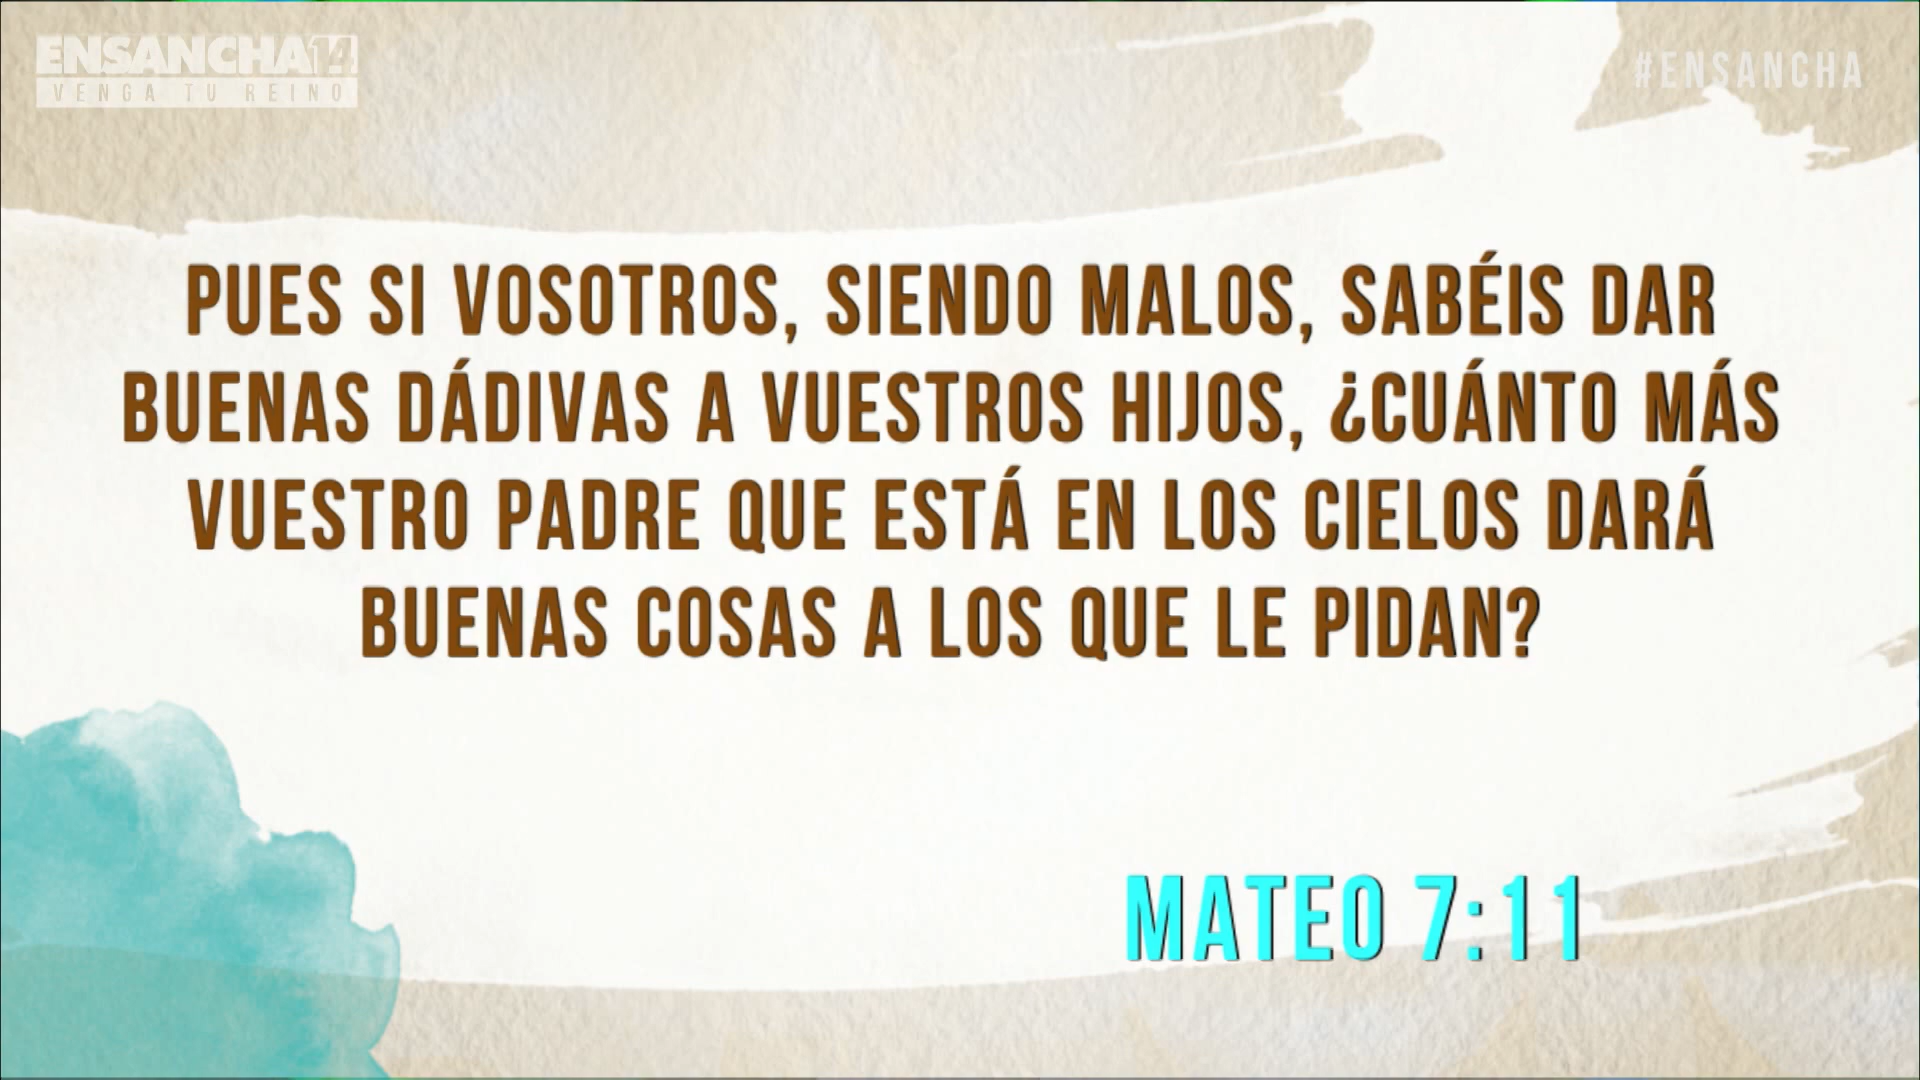 ENSANCHA14
VENGA TU REINO
#ENSANCHA
PUES SI VOSOTROS, SIENDO MALOS, SABÉIS DAR
BUENAS DÁDIVAS A VUESTROS HIJOS, ¿CUÁNTO MÁS
VUESTRO PADRE QUE ESTÁ EN LOS CIELOS DARÁ
BUENAS COSAS A LOS QUE LE PIDAN?
MATEO 7:11